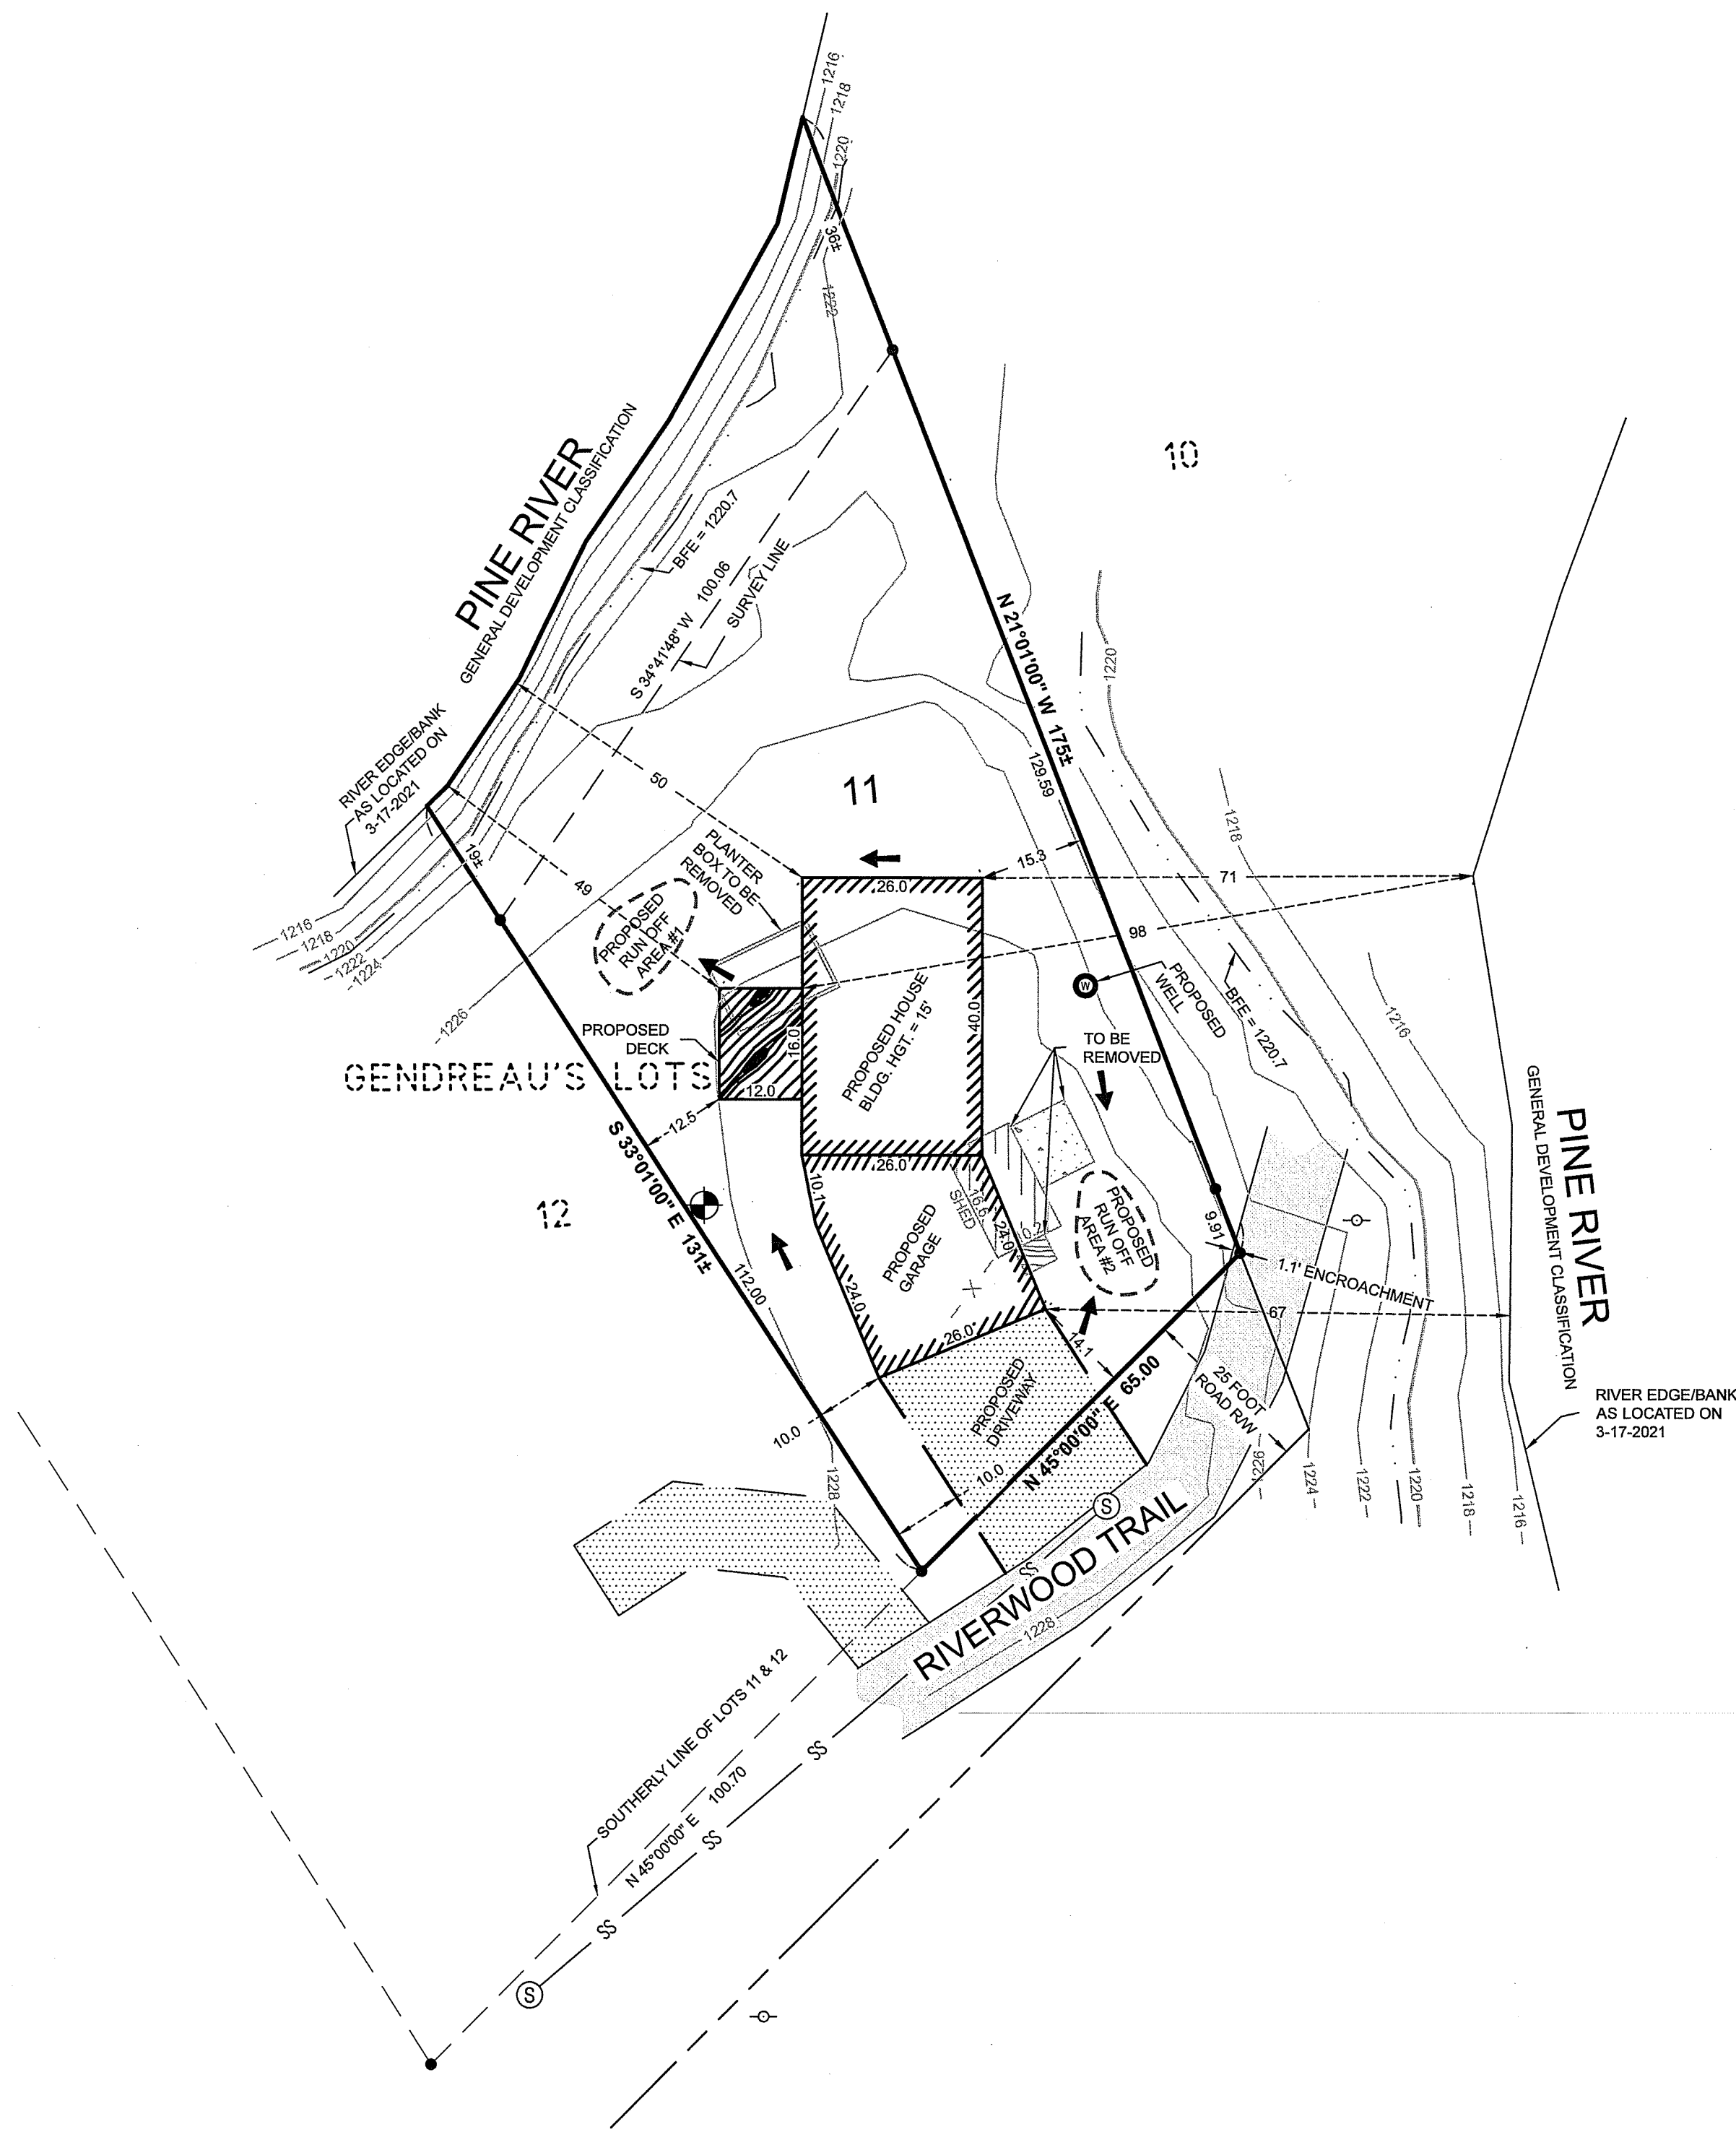 1216
1218
1220
36±
1222
10
PINE RIVER
GENERAL DEVELOPMENT CLASSIFICATION
BFE = 1220.7
S 34°41'48" W 100.06
SURVEY LINE
N 21°01'00" W 175±
129.59
1220
RIVER EDGE/BANK
AS LOCATED ON
3-17-2021
50
11
1218
19±
49
PLANTER
BOX TO BE
REMOVED
26.0
15.3
71
1216
1218
1220
1222
1224
1226
PROPOSED
RUN OFF
AREA #1
98
W
PROPOSED
WELL
BFE = 1220.7
1216
PROPOSED
DECK
16.0
12.0
PROPOSED HOUSE
BLDG. HGT. = 15'
40.0
TO BE
REMOVED
GENDREAU'S LOTS
12.5
S 33°01'00" E 131±
112.00
12
26.0
10.1
16.6
SHED
24.0
PROPOSED
RUN OFF
AREA #2
9.91
1.1' ENCROACHMENT
PINE RIVER
GENERAL DEVELOPMENT CLASSIFICATION
PROPOSED
GARAGE
24.0
26.0
14.1
67
PROPOSED
DRIVEWAY
N 45°00'00" E 65.00
25 FOOT
ROAD R/W
RIVER EDGE/BANK
AS LOCATED ON
3-17-2021
10.0
10.0
1228
1226
1224
1222
1220
1218
1216
S
SS
RIVERWOOD TRAIL
1228
SOUTHERLY LINE OF LOTS 11 & 12
N 45°00'00" E 100.70
SS
SS
SS
S